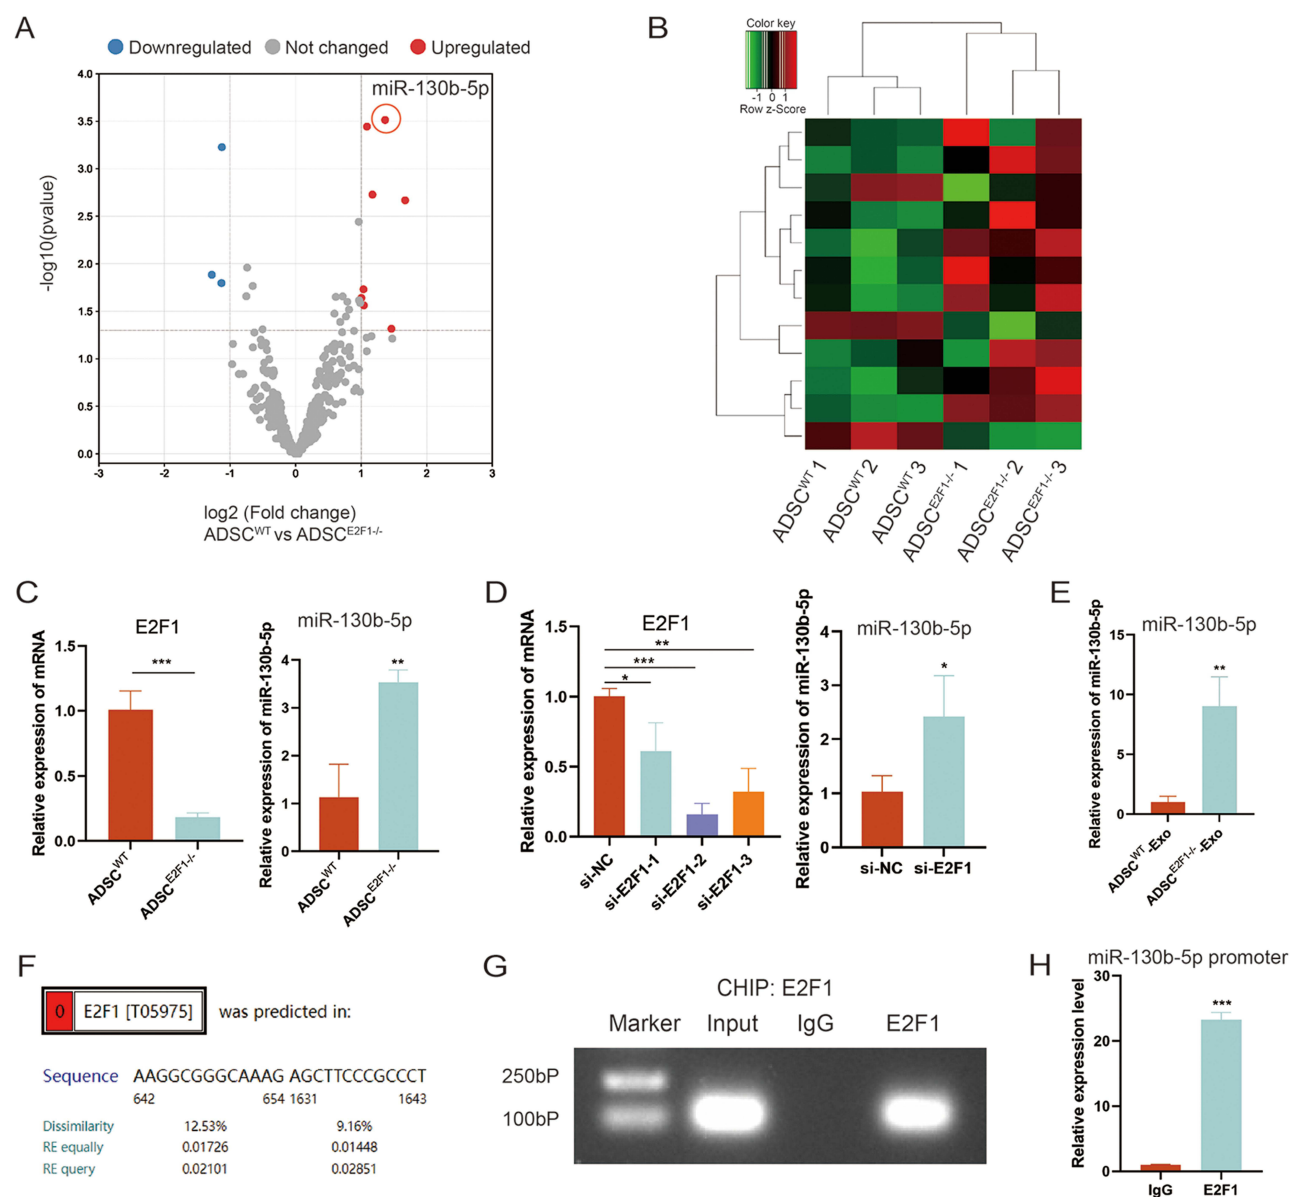 A
Downregulated Not changed Upregulated
miR-130b-5p
4.0
3.5
3.0
2.5
2.0
1.5
1.0
0.5
0.0
-log10(pvalue)
-3 -2 -1 0 1 2 3
log2 (Fold change)
ADSC^WT vs ADSC^E2F1-/-
B
Color key
-1 0 1
Row z-Score
ADSC^WT 1
ADSC^WT 2
ADSC^WT 3
ADSC^E2F1-/- 1
ADSC^E2F1-/- 2
ADSC^E2F1-/- 3
C
E2F1
Relative expression of mRNA
1.5
1.0
0.5
0.0
***
ADSC^WT
ADSC^E2F1-/-
miR-130b-5p
Relative expression of miR-130b-5p
4
3
2
1
0
**
ADSC^WT
ADSC^E2F1-/-
D
E2F1
Relative expression of mRNA
1.5
1.0
0.5
0.0
**
***
*
si-NC
si-E2F1-1
si-E2F1-2
si-E2F1-3
miR-130b-5p
Relative expression of miR-130b-5p
4
3
2
1
0
*
si-NC si-E2F1
E
miR-130b-5p
Relative expression of miR-130b-5p
15
10
5
0
**
ADSC^WT-Exo
ADSC^E2F1-/--Exo
F
0 E2F1 [T05975] was predicted in:
Sequence AAGGCGGGCAAAG AGCTTCCCGCCCT
642 654 1631 1643
Dissimilarity 12.53% 9.16%
RE equally 0.01726 0.01448
RE query 0.02101 0.02851
G
CHIP: E2F1
Marker Input IgG E2F1
250bP
100bP
H
miR-130b-5p promoter
Relative expression level
30
20
10
0
***
IgG E2F1